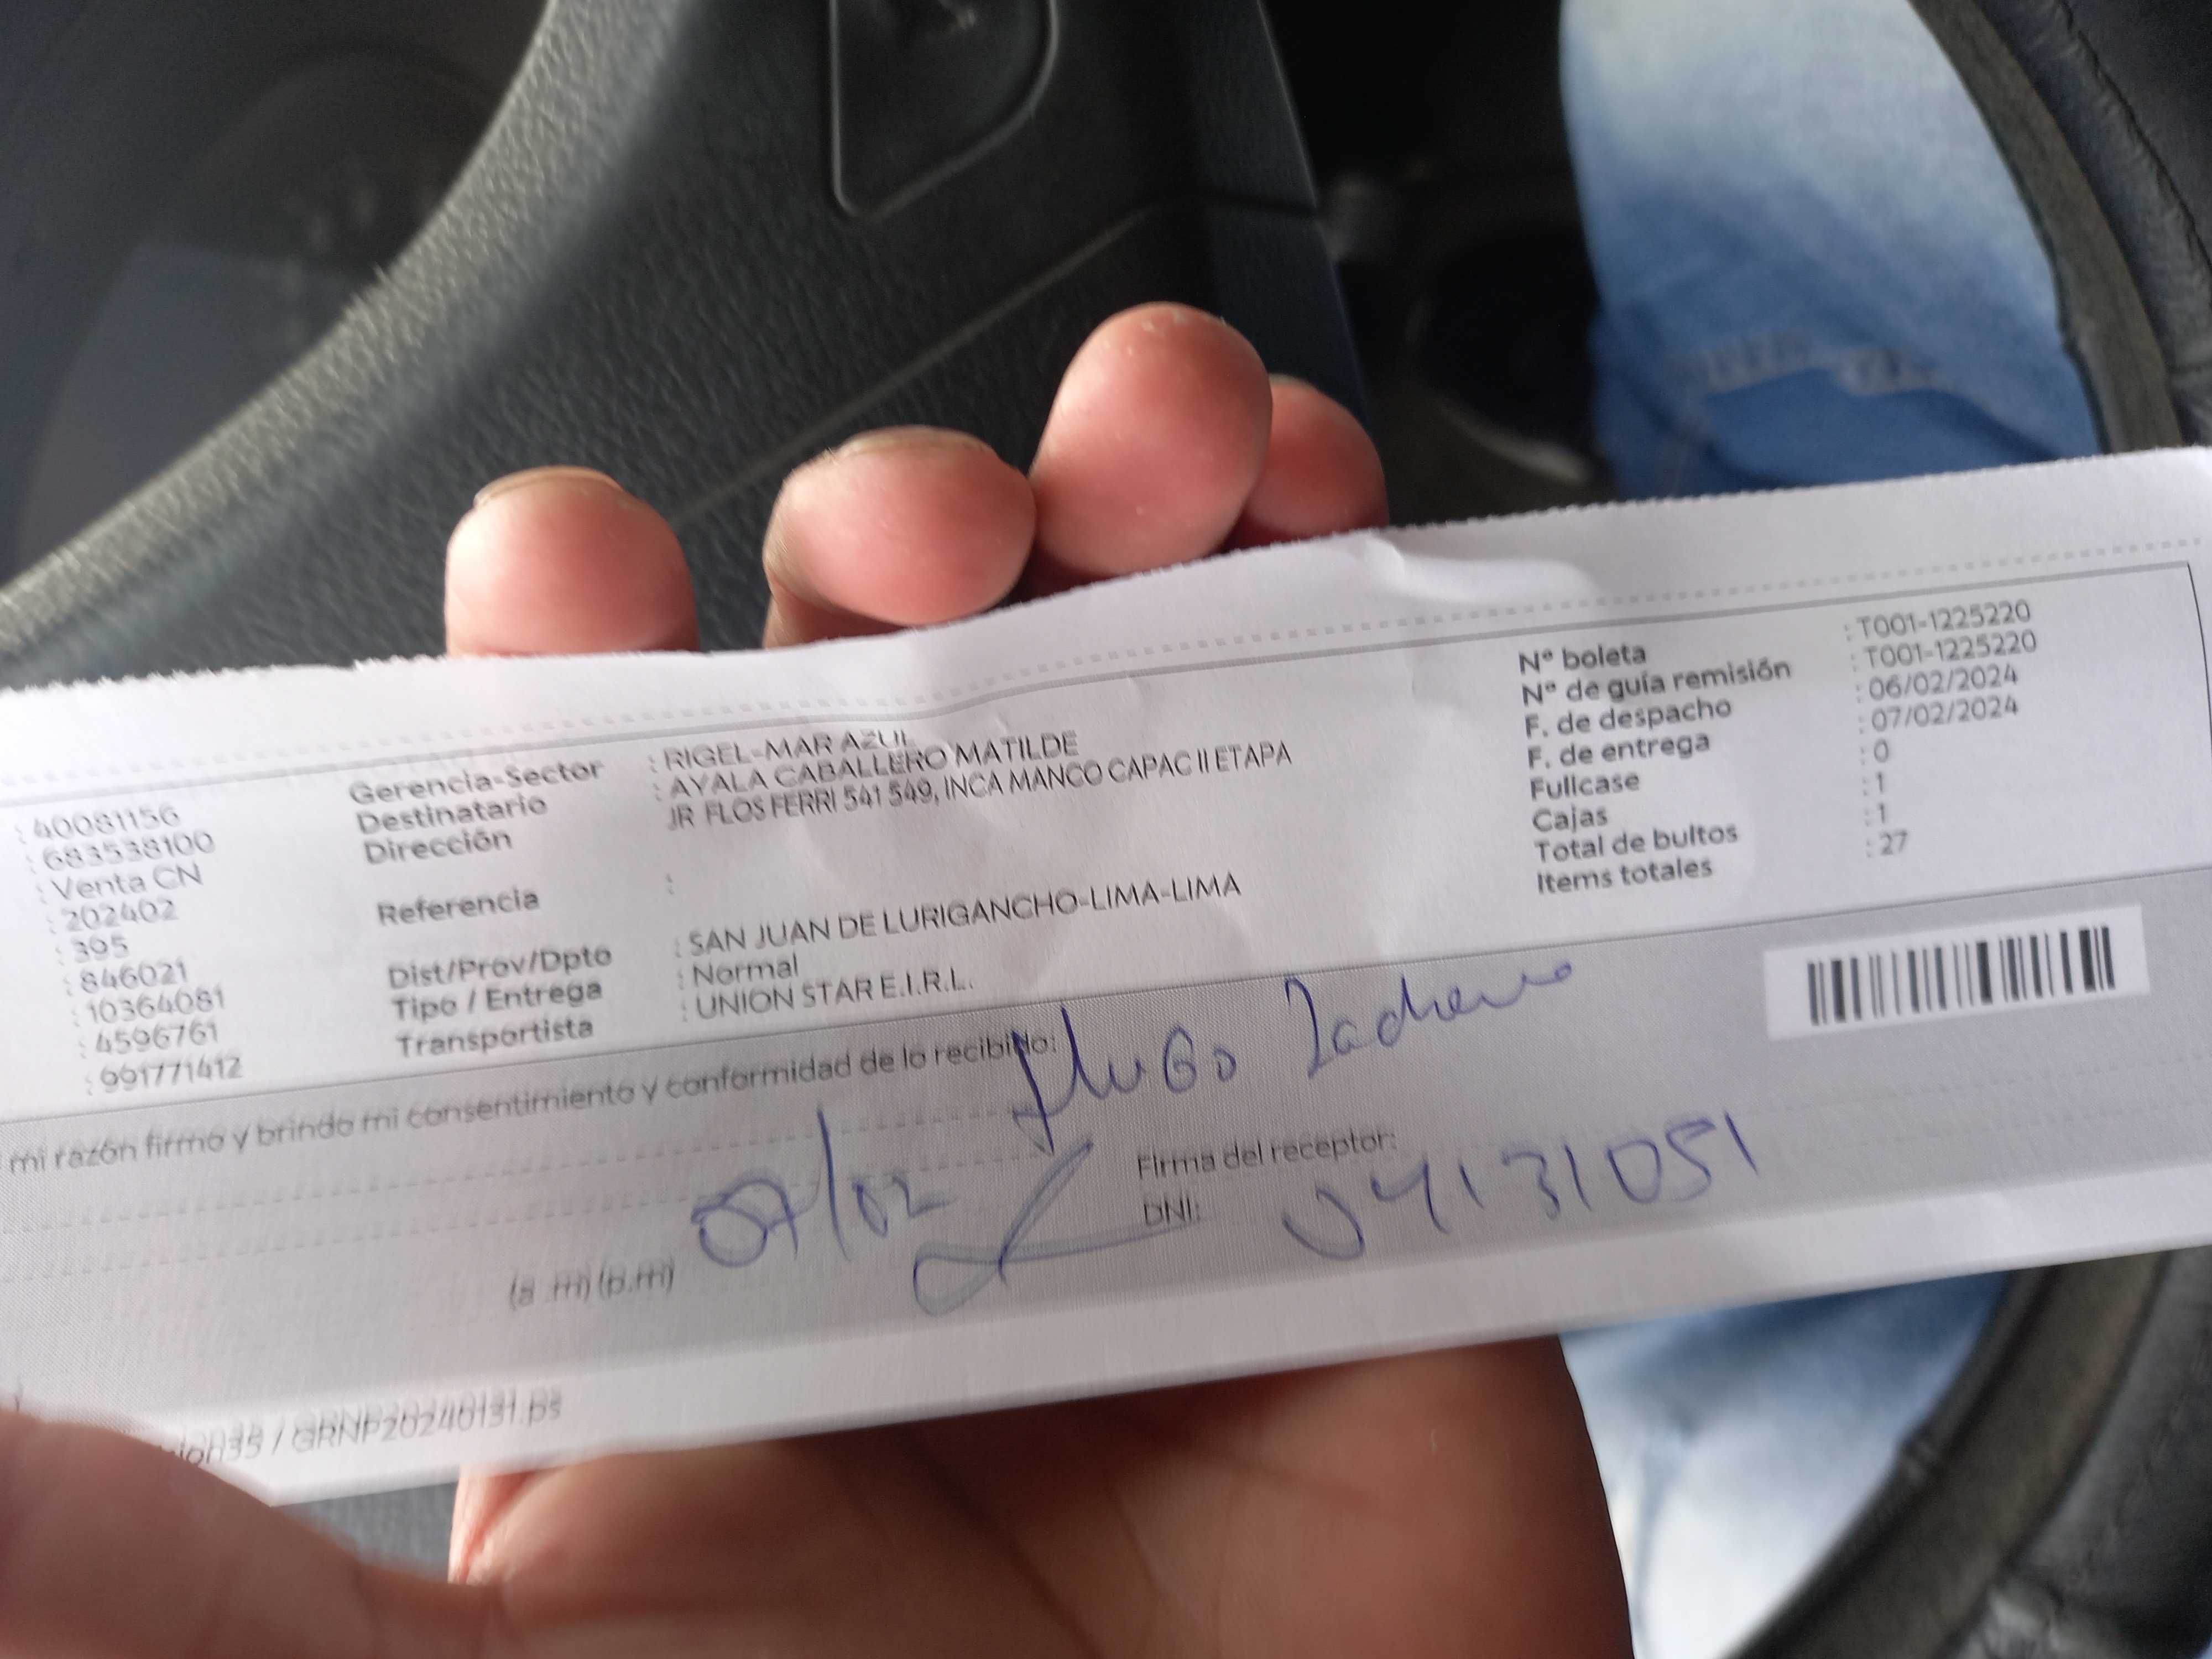 : 40081156
: 683538100
: Venta CN
: 202402
: 395
: 846021
: 10364081
: 4596761
: 991771412
Gerencia-Sector : RIGEL-MAR AZUL
Destinatario : AYALA CABALLERO MATILDE
Dirección JR FLOS FERRI 541 549, INCA MANCO CAPAC II ETAPA
Referencia :
Dist/Prov/Dpto : SAN JUAN DE LURIGANCHO-LIMA-LIMA
Tipo / Entrega : Normal
Transportista : UNION STAR E.I.R.L.
N° boleta : T001-1225220
N° de guía remisión : T001-1225220
F. de despacho : 06/02/2024
F. de entrega : 07/02/2024
Fullcase : 0
Cajas : 1
Total de bultos : 1
Items totales : 27
mi razón firmo y brindo mi consentimiento y conformidad de lo recibido:
Hugo
07/02
Firma del receptor:
DNI: 04131051
(a .m) (p.m)
35 / GRNP20240131.ps